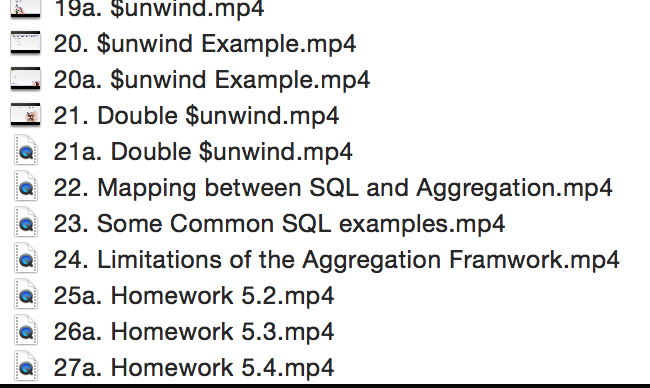 19a. $unwind.mp4
20. $unwind Example.mp4
20a. $unwind Example.mp4
21. Double $unwind.mp4
21a. Double $unwind.mp4
22. Mapping between SQL and Aggregation.mp4
23. Some Common SQL examples.mp4
24. Limitations of the Aggregation Framwork.mp4
25a. Homework 5.2.mp4
26a. Homework 5.3.mp4
27a. Homework 5.4.mp4